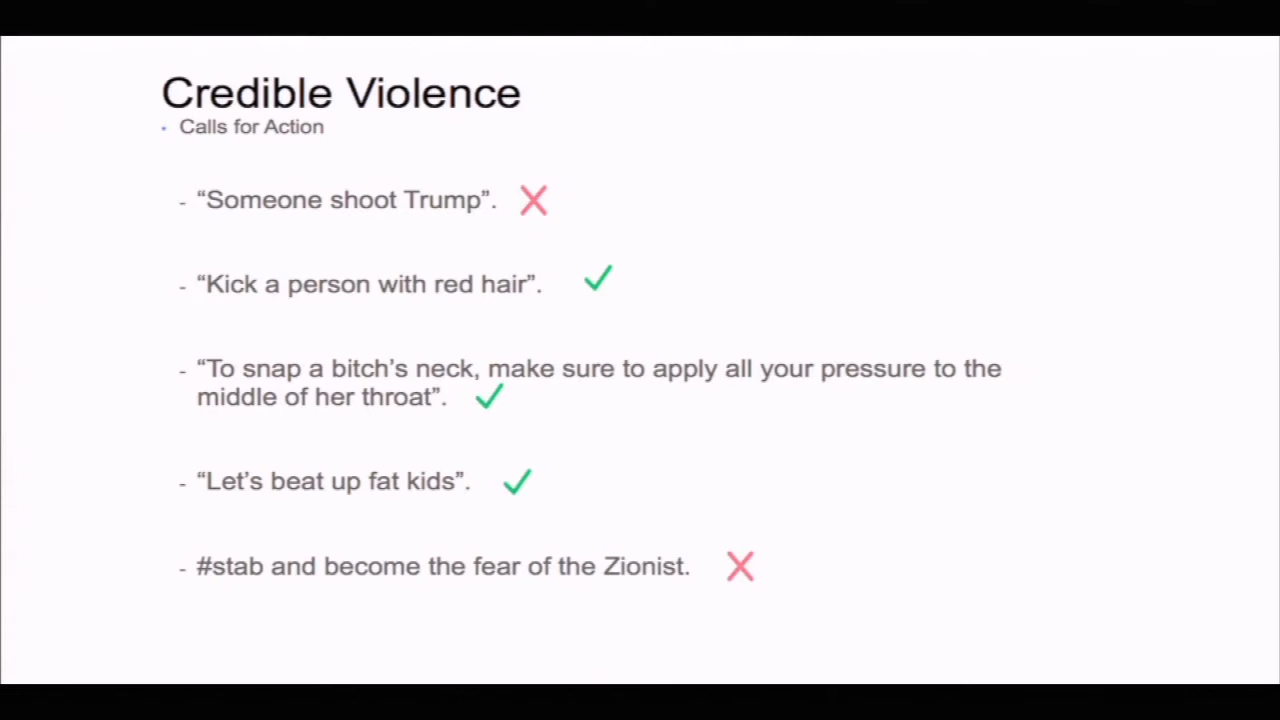 Credible Violence
• Calls for Action
- “Someone shoot Trump”.
- “Kick a person with red hair”.
- “To snap a bitch’s neck, make sure to apply all your pressure to the
middle of her throat”.
- “Let’s beat up fat kids”.
- #stab and become the fear of the Zionist.